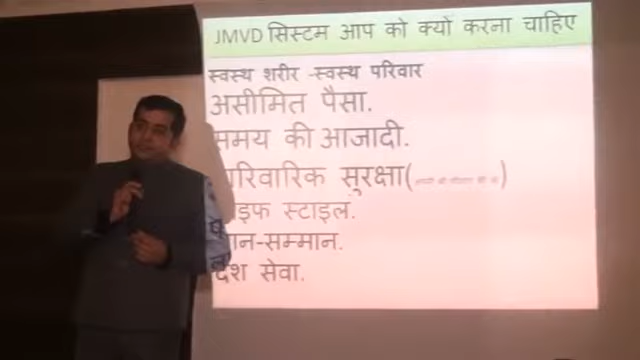 JMVD सिस्टम आप को क्यों करना चाहिए
स्वस्थ शरीर -स्वस्थ परिवार
असीमित पैसा.
समय की आजादी.
पारिवारिक सुरक्षा(
लाइफ स्टाइल.
मान-सम्मान.
देश सेवा.